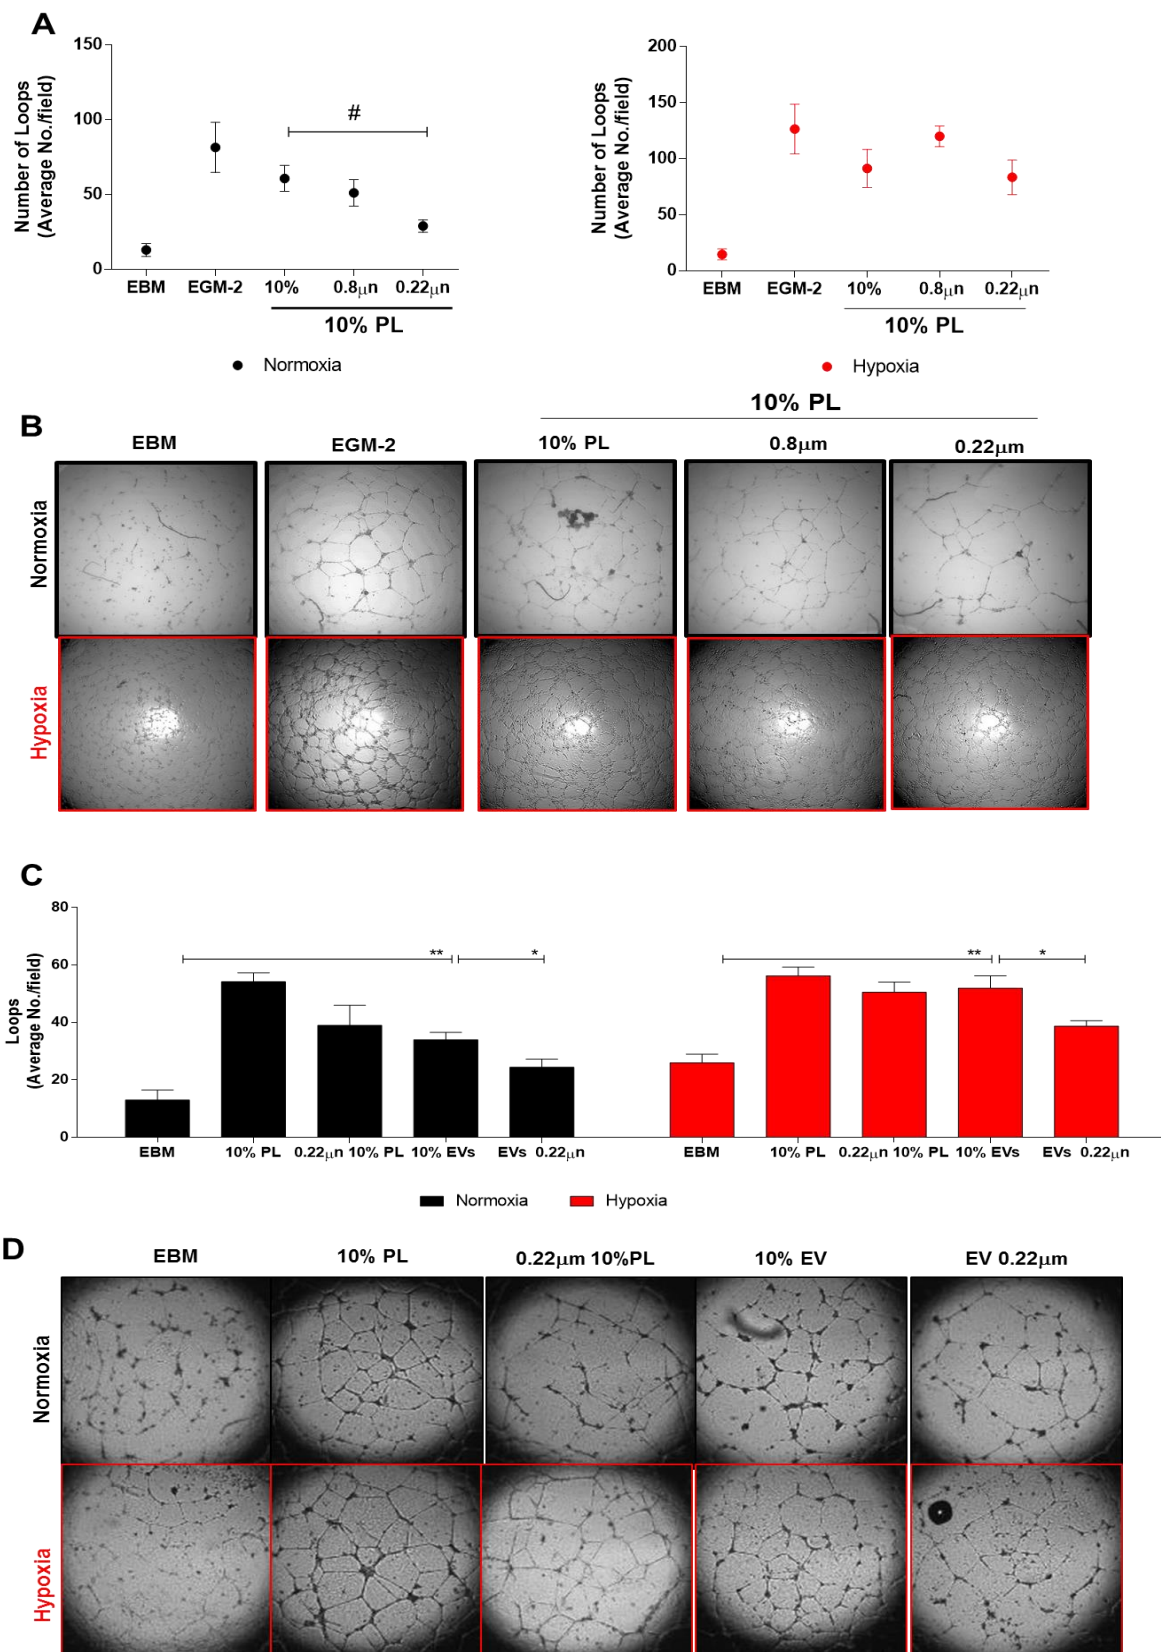 A
150
100
50
0
Number of Loops
(Average No./field)
#
EBM EGM-2 10% 0.8μn 0.22μn
10% PL
● Normoxia
200
150
100
50
0
Number of Loops
(Average No./field)
EBM EGM-2 10% 0.8μn 0.22μn
10% PL
● Hypoxia
B
10% PL
EBM EGM-2 10% PL 0.8μm 0.22μm
Normoxia
Hypoxia
C
80
60
40
20
0
Loops
(Average No./field)
** * ** *
EBM 10% PL 0.22μn 10% PL 10% EVs EVs 0.22μn EBM 10% PL 0.22μn 10% PL 10% EVs EVs 0.22μn
Normoxia Hypoxia
D
EBM 10% PL 0.22μm 10%PL 10% EV EV 0.22μm
Normoxia
Hypoxia